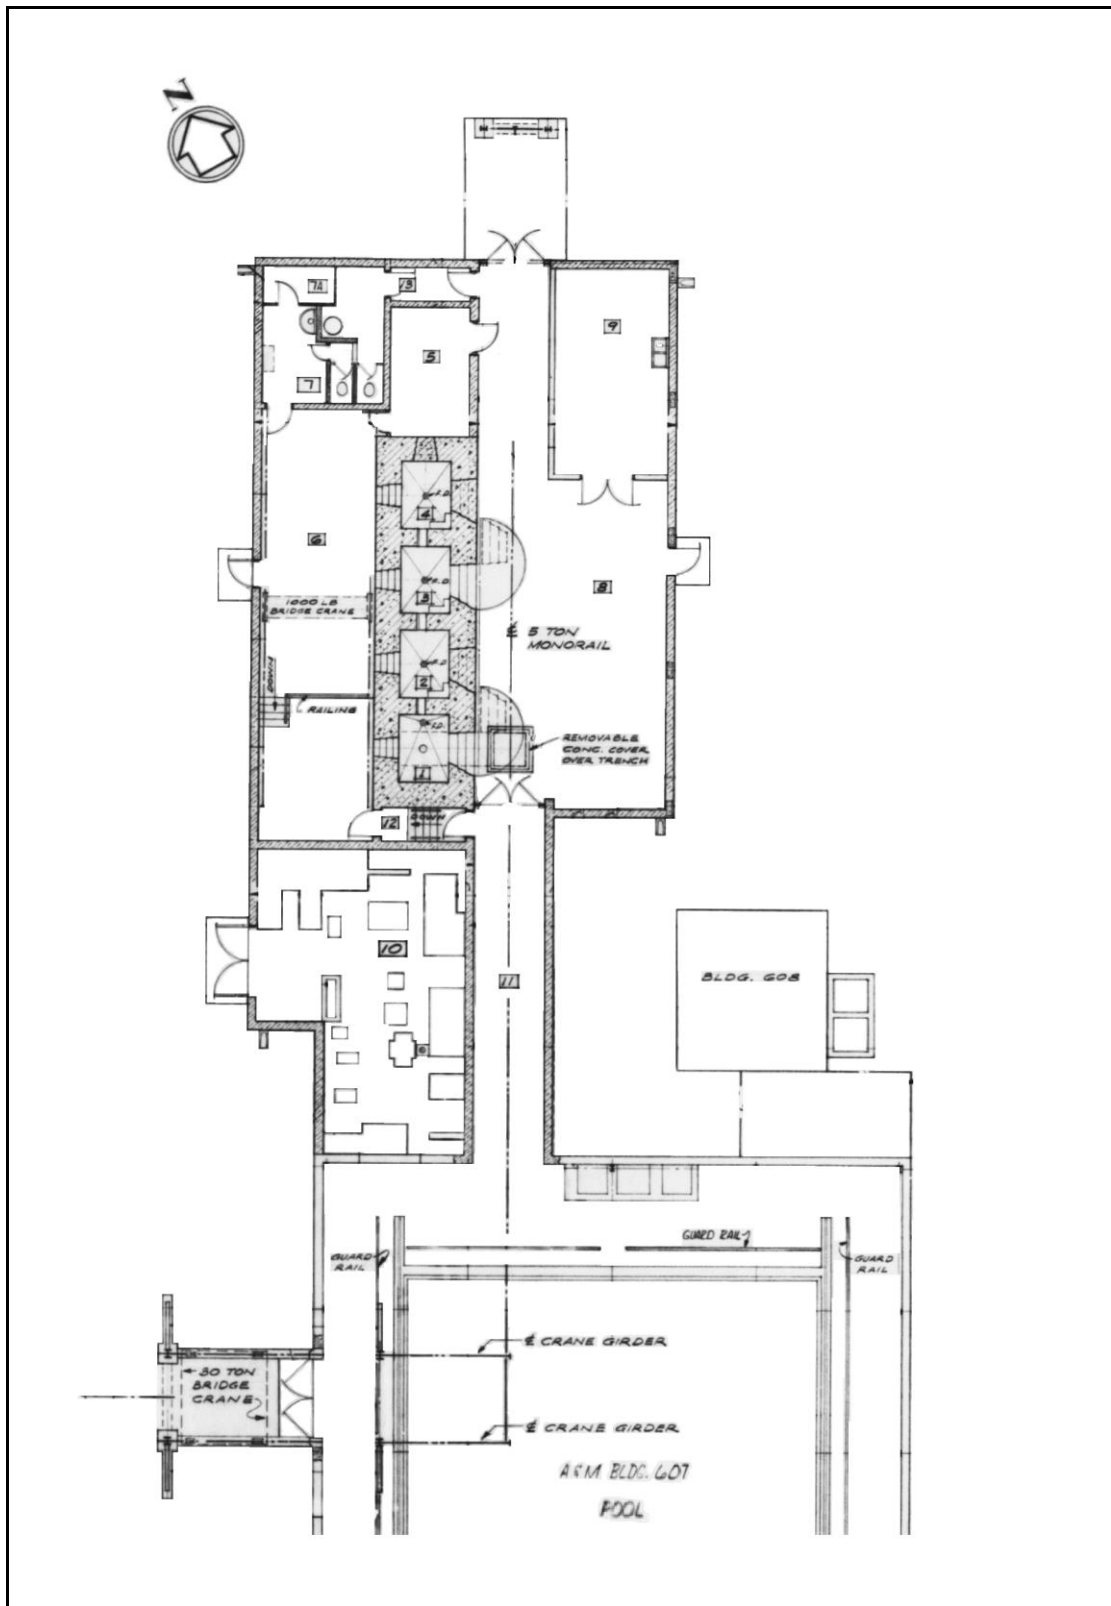 N
7A
13
9
5
7
4
F.D.
6
3
F.D.
8
1000 LB
BRIDGE CRANE
5 TON
MONORAIL
F.D.
2
DOWN
RAILING
F.D.
1
REMOVABLE
CONC. COVER
OVER TRENCH
12
DOWN
10
11
BLDG. 608
GUARD RAIL
GUARD
RAIL
GUARD
RAIL
℄ CRANE GIRDER
30 TON
BRIDGE
CRANE
℄ CRANE GIRDER
A&M BLDG. 607
POOL